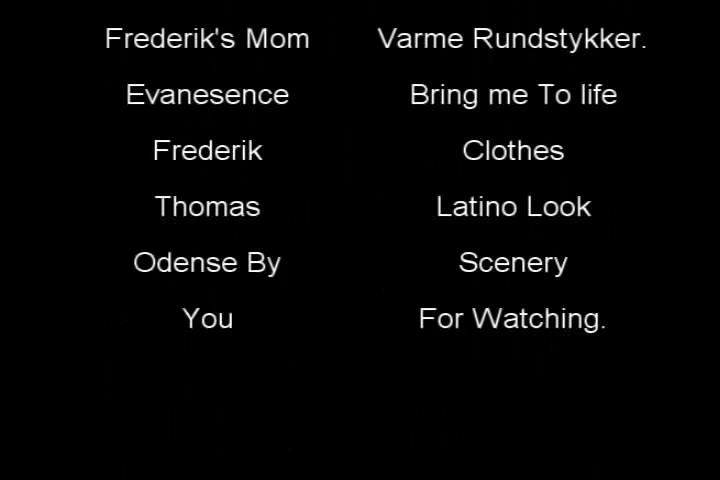 Frederik's Mom Varme Rundstykker.
Evanesence Bring me To life
Frederik Clothes
Thomas Latino Look
Odense By Scenery
You For Watching.